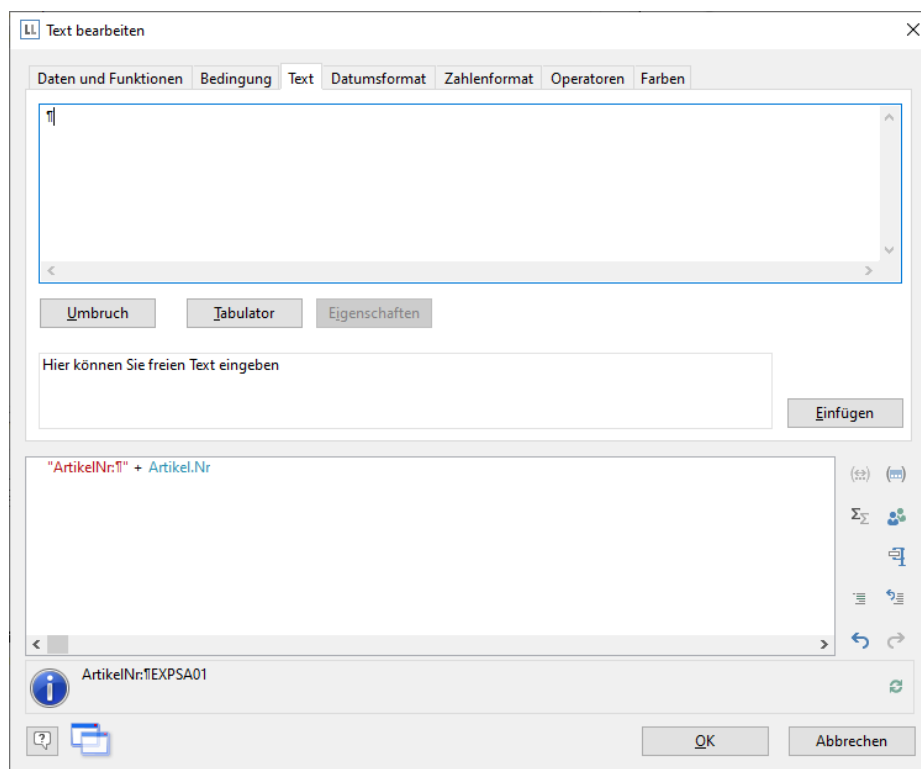 LL Text bearbeiten
Daten und Funktionen Bedingung Text Datumsformat Zahlenformat Operatoren Farben
¶
Umbruch Tabulator Eigenschaften
Hier können Sie freien Text eingeben
Einfügen
"ArtikelNr:¶" + Artikel.Nr
ArtikelNr:¶EXPSA01
OK Abbrechen